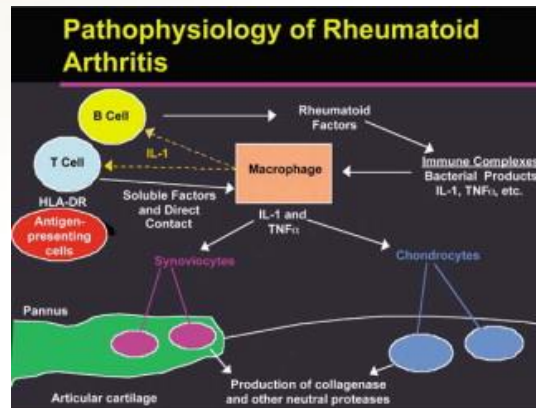 Pathophysiology of Rheumatoid
Arthritis
B Cell
Rheumatoid
Factors
IL-1
T Cell
Macrophage
Immune Complexes
Bacterial Products
IL-1, TNFα, etc.
HLA-DR
Soluble Factors
and Direct
Contact
Antigen-
presenting
cells
IL-1 and
TNFα
Synoviocytes
Chondrocytes
Pannus
Articular cartilage
Production of collagenase
and other neutral proteases